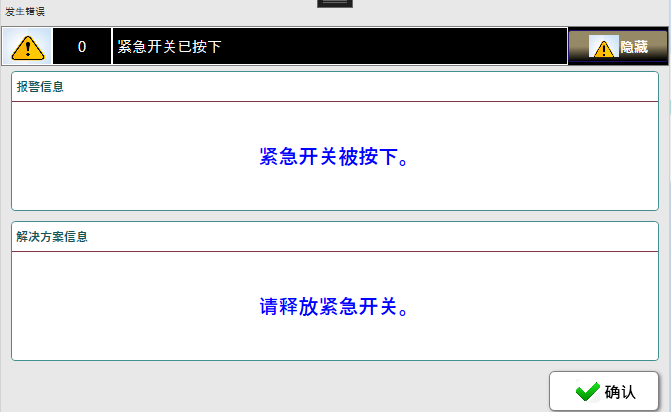 发生错误
0
紧急开关已按下
隐藏
报警信息
紧急开关被按下。
解决方案信息
请释放紧急开关。
确认